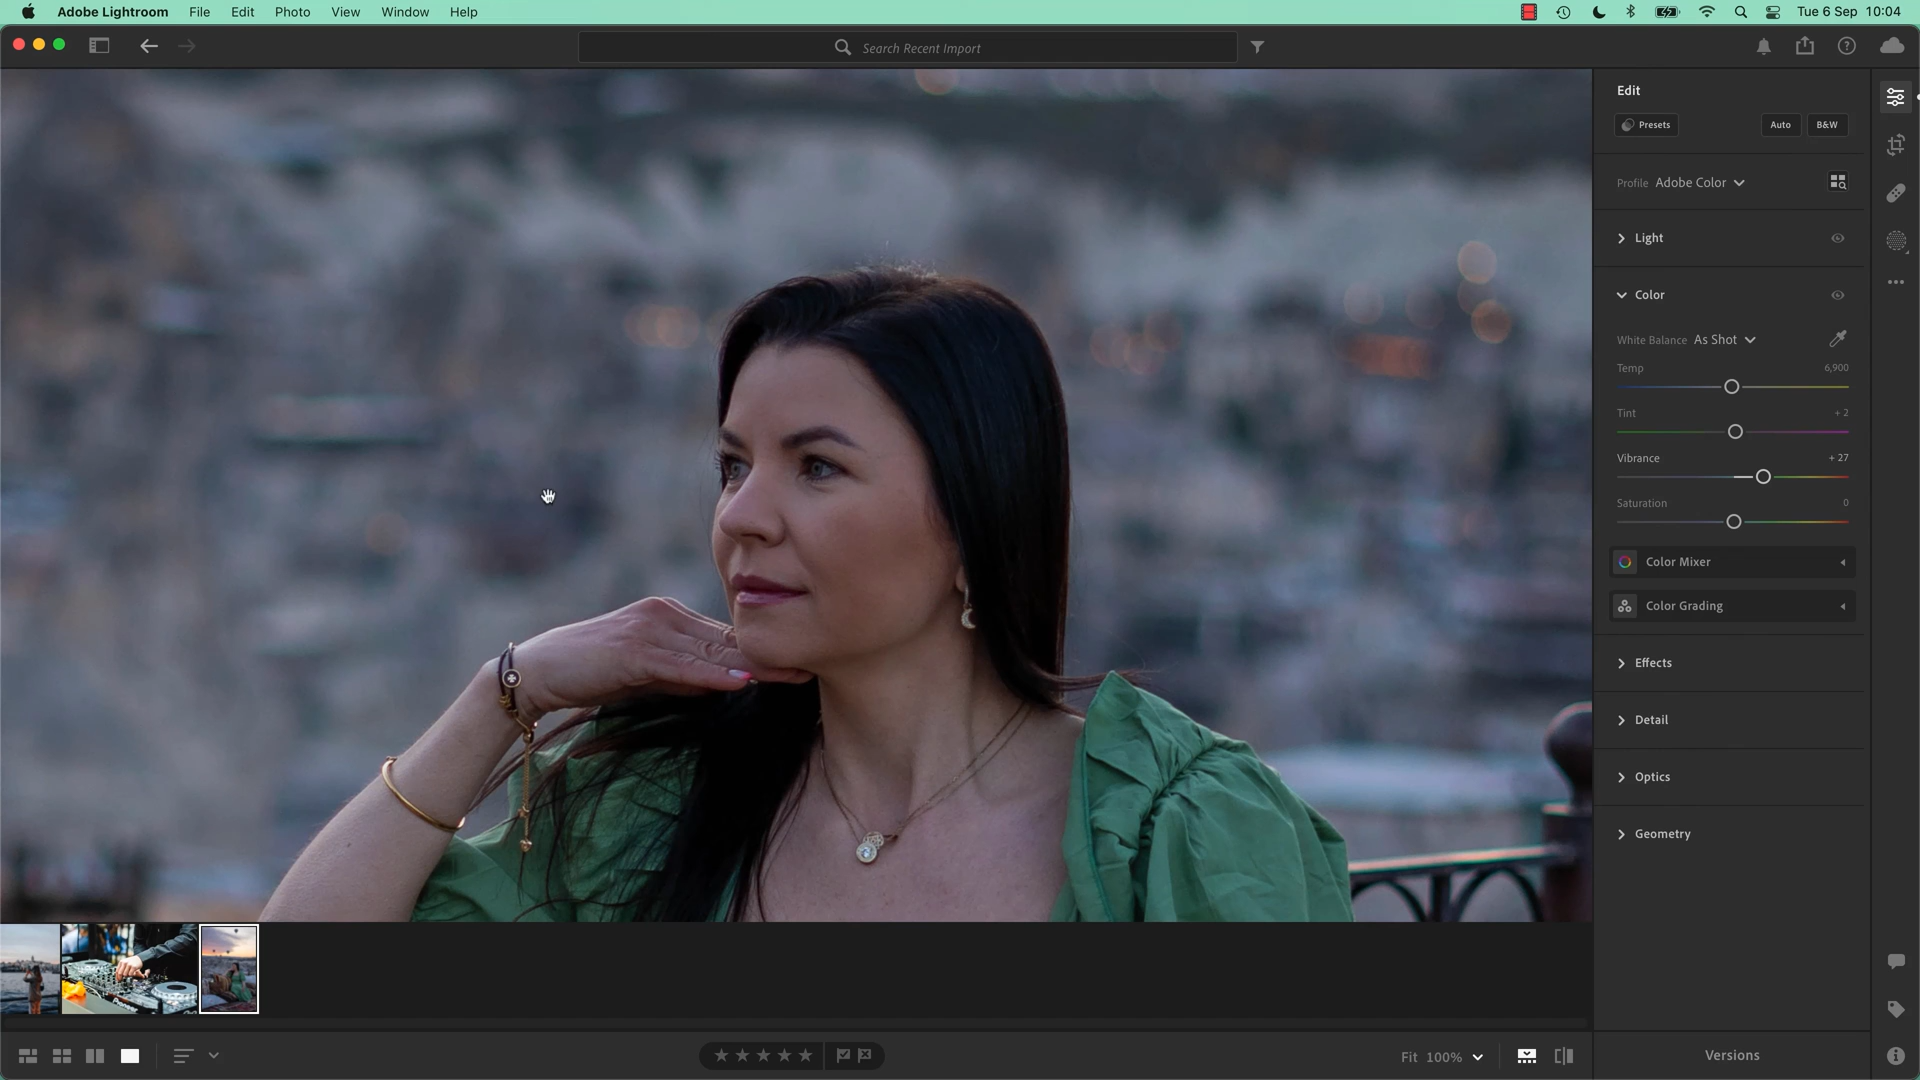 Adobe Lightroom File Edit Photo View Window Help Tue 6 Sep 10:04
Search Recent Import
Edit
Presets Auto B&W
Profile Adobe Color
Light
Color
White Balance As Shot
Temp 6,900
Tint + 2
Vibrance + 27
Saturation 0
Color Mixer
Color Grading
Effects
Detail
Optics
Geometry
Pioneer
Fit 100%
Versions